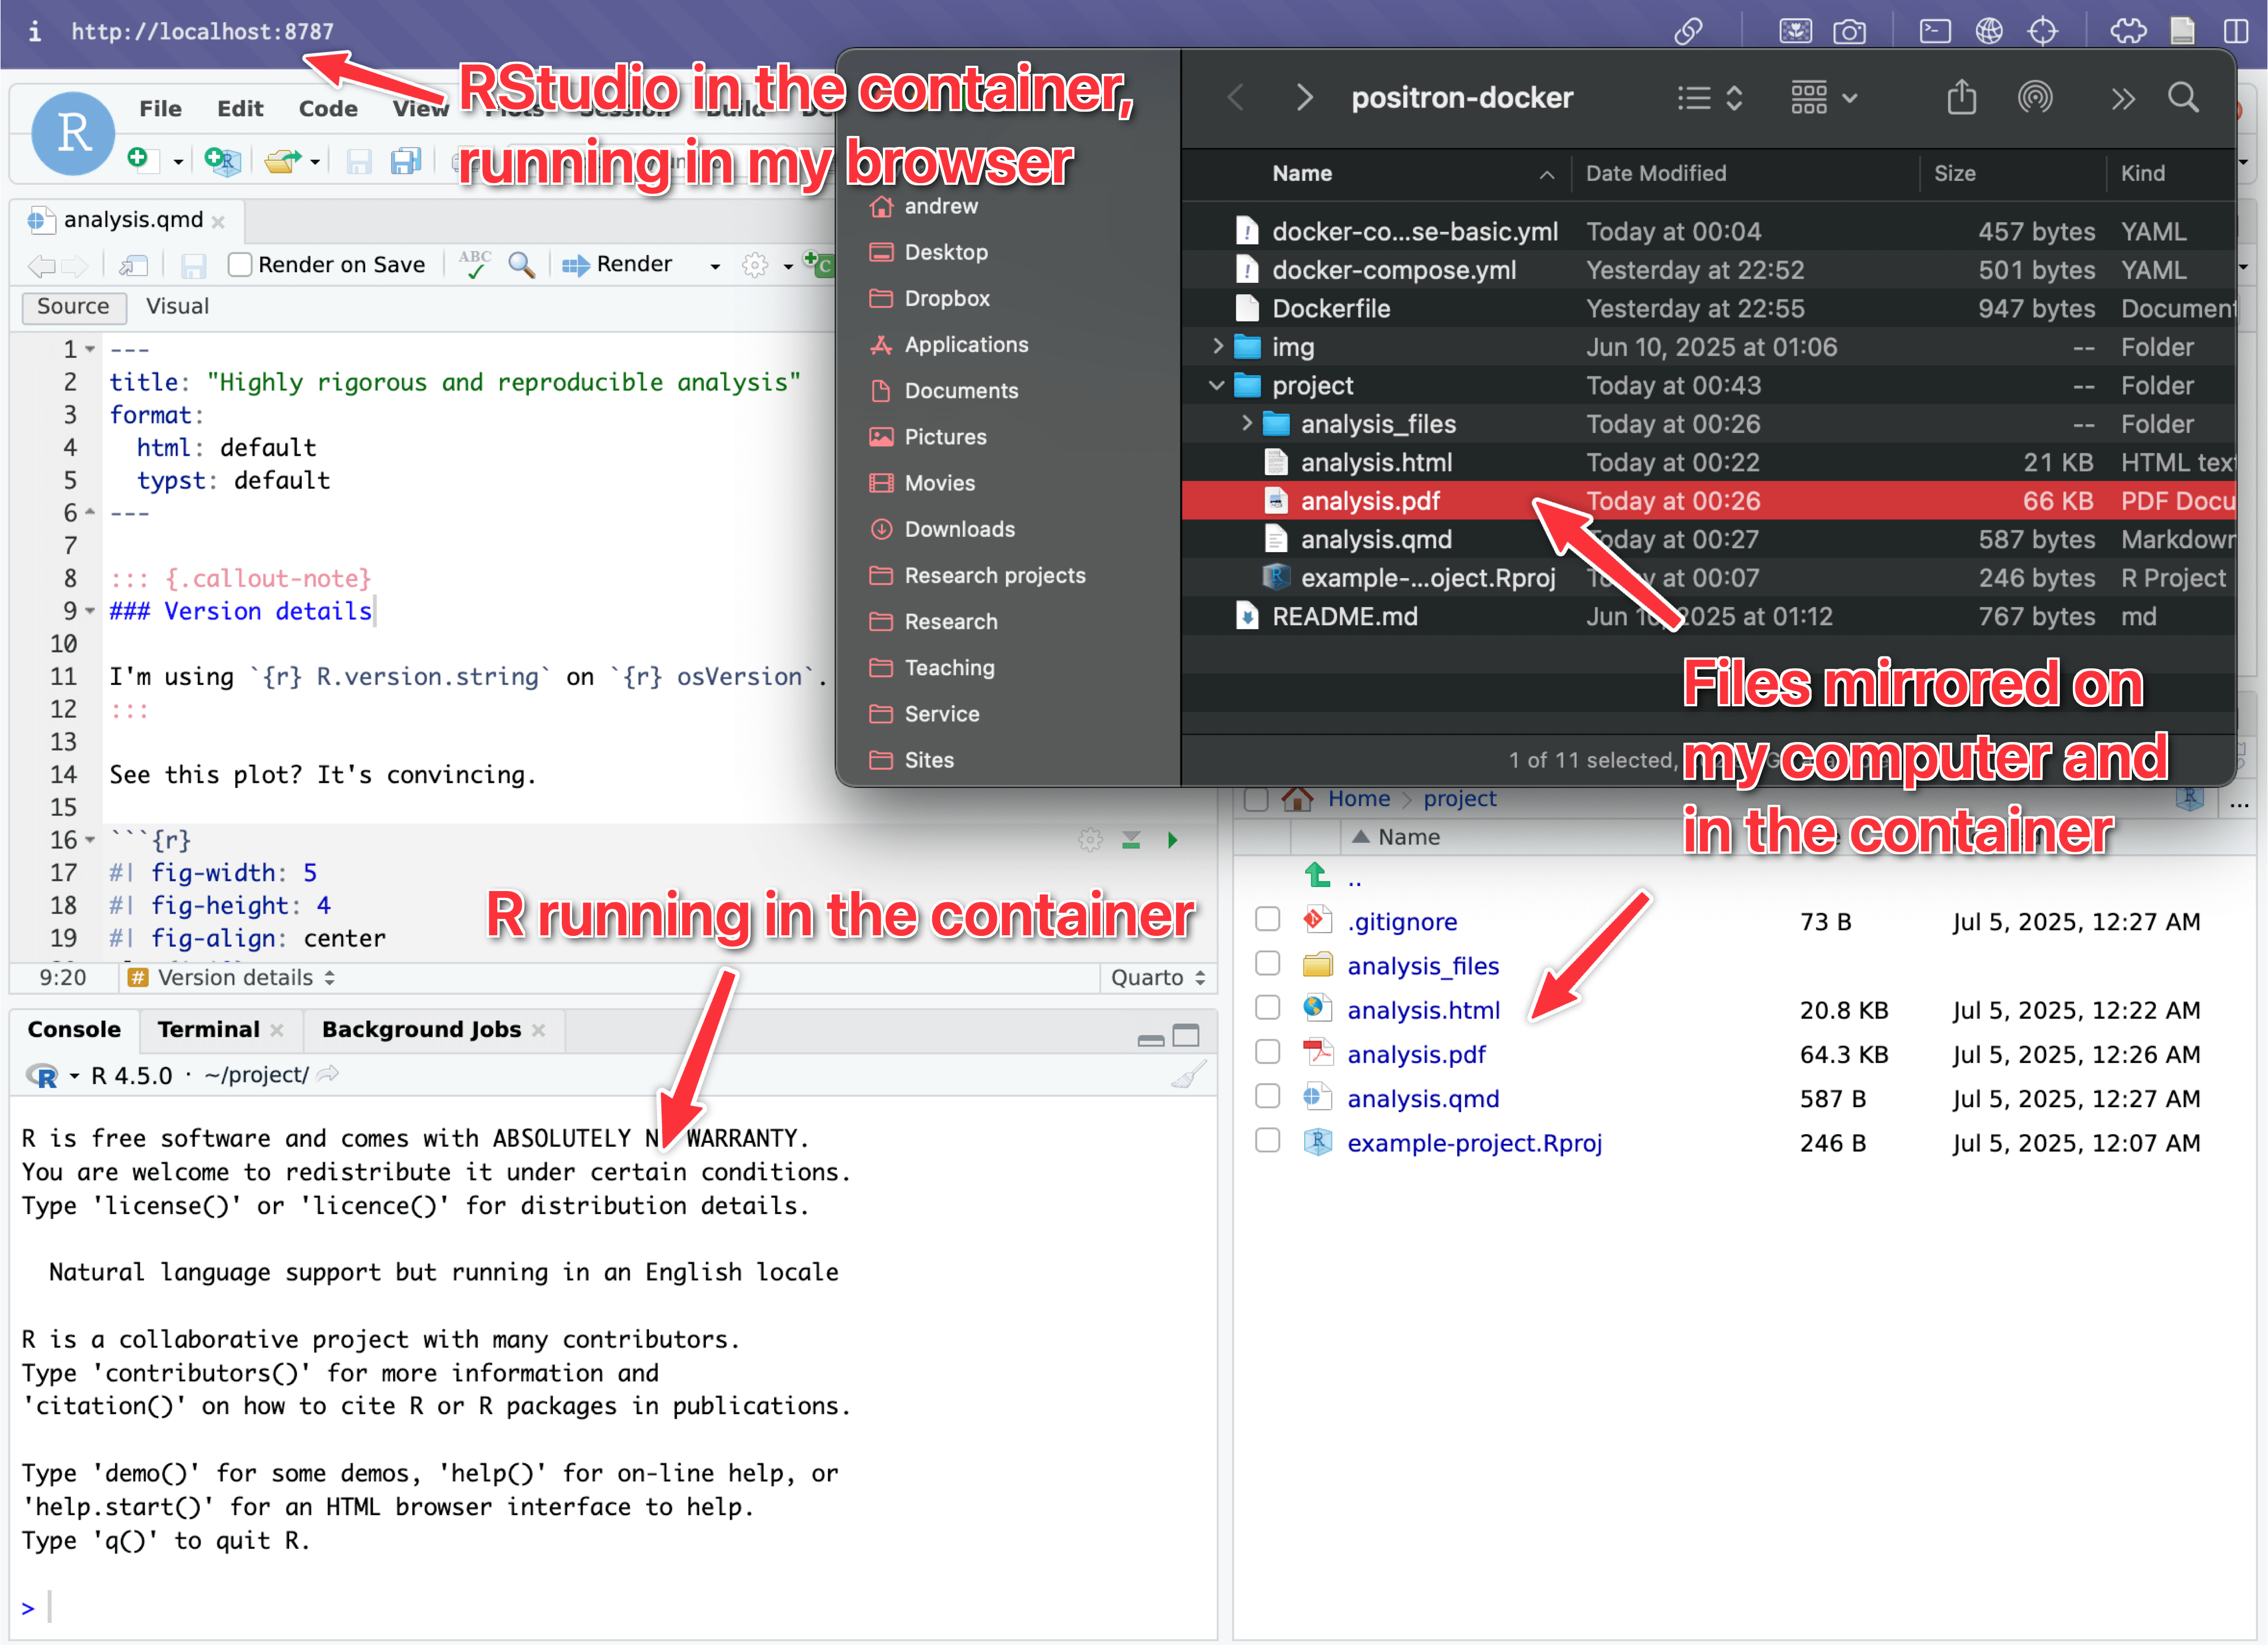 i http://localhost:8787
RStudio in the container,
running in my browser
R File Edit Code View Plots Session Build
analysis.qmd
Render on Save ABC Render
Source Visual
1 ---
2 title: "Highly rigorous and reproducible analysis"
3 format:
4 html: default
5 typst: default
6 ---
7
8 ::: {.callout-note}
9 ### Version details
10
11 I'm using `{r} R.version.string` on `{r} osVersion`.
12 :::
13
14 See this plot? It's convincing.
15
16 ```{r}
17 #| fig-width: 5
18 #| fig-height: 4
19 #| fig-align: center
9:20 # Version details Quarto
R running in the container
Console Terminal Background Jobs
R 4.5.0 · ~/project/
R is free software and comes with ABSOLUTELY NO WARRANTY.
You are welcome to redistribute it under certain conditions.
Type 'license()' or 'licence()' for distribution details.
Natural language support but running in an English locale
R is a collaborative project with many contributors.
Type 'contributors()' for more information and
'citation()' on how to cite R or R packages in publications.
Type 'demo()' for some demos, 'help()' for on-line help, or
'help.start()' for an HTML browser interface to help.
Type 'q()' to quit R.
>
positron-docker
andrew
Desktop
Dropbox
Applications
Documents
Pictures
Movies
Downloads
Research projects
Research
Teaching
Service
Sites
Name Date Modified Size Kind
docker-co...se-basic.yml Today at 00:04 457 bytes YAML
docker-compose.yml Yesterday at 22:52 501 bytes YAML
Dockerfile Yesterday at 22:55 947 bytes Document
img Jun 10, 2025 at 01:06 -- Folder
project Today at 00:43 -- Folder
analysis_files Today at 00:26 -- Folder
analysis.html Today at 00:22 21 KB HTML text
analysis.pdf Today at 00:26 66 KB PDF Docu
analysis.qmd Today at 00:27 587 bytes Markdown
example-...oject.Rproj Today at 00:07 246 bytes R Project
README.md Jun 10, 2025 at 01:12 767 bytes md
1 of 11 selected,
Files mirrored on
my computer and
in the container
Home project ...
Name
..
.gitignore 73 B Jul 5, 2025, 12:27 AM
analysis_files
analysis.html 20.8 KB Jul 5, 2025, 12:22 AM
analysis.pdf 64.3 KB Jul 5, 2025, 12:26 AM
analysis.qmd 587 B Jul 5, 2025, 12:27 AM
example-project.Rproj 246 B Jul 5, 2025, 12:07 AM